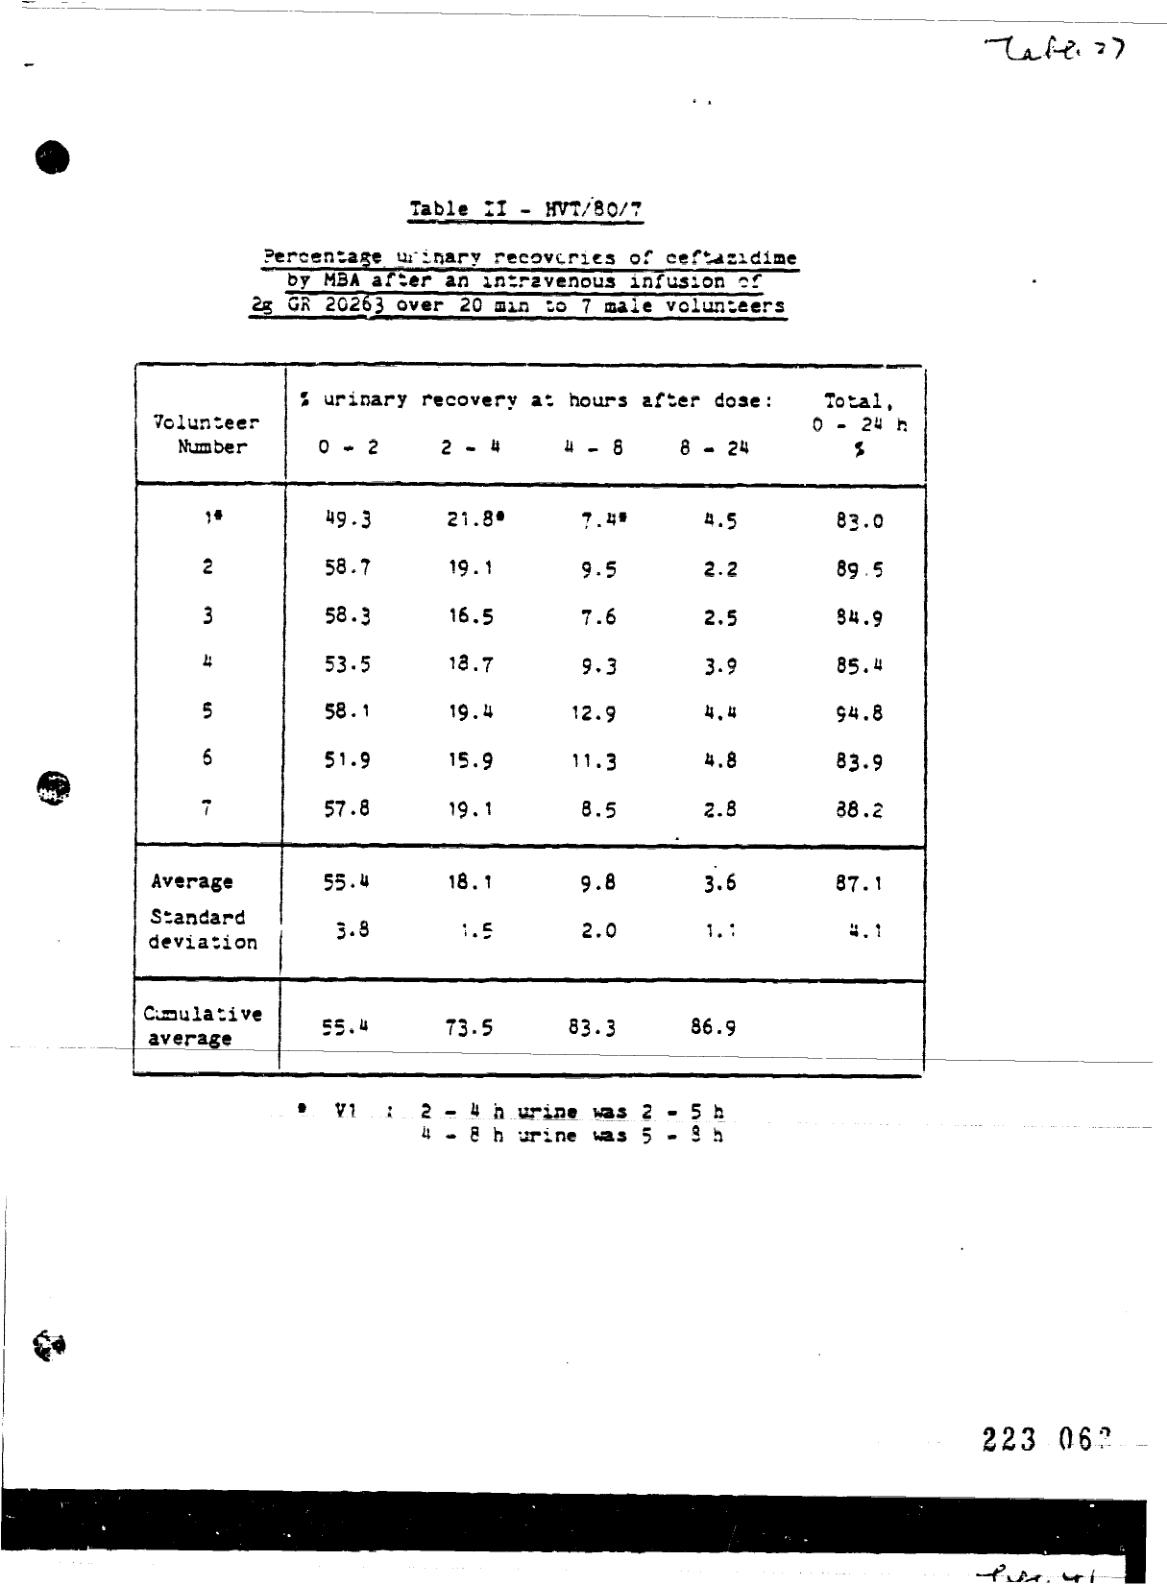 Table 27
Table II - HVT/80/7
Percentage urinary recoveries of ceftazidime
by MBA after an intravenous infusion of
2g GR 20263 over 20 min to 7 male volunteers
Volunteer Number % urinary recovery at hours after dose: Total, 0 - 24 h %
0 - 2 2 - 4 4 - 8 8 - 24
1* 49.3 21.8* 7.4* 4.5 83.0
2 58.7 19.1 9.5 2.2 89.5
3 58.3 16.5 7.6 2.5 84.9
4 53.5 18.7 9.3 3.9 85.4
5 58.1 19.4 12.9 4.4 94.8
6 51.9 15.9 11.3 4.8 83.9
7 57.8 19.1 8.5 2.8 88.2
Average 55.4 18.1 9.8 3.6 87.1
Standard deviation 3.8 1.5 2.0 1.1 4.1
Cumulative average 55.4 73.5 83.3 86.9
* V1 : 2 - 4 h urine was 2 - 5 h
4 - 8 h urine was 5 - 8 h
223